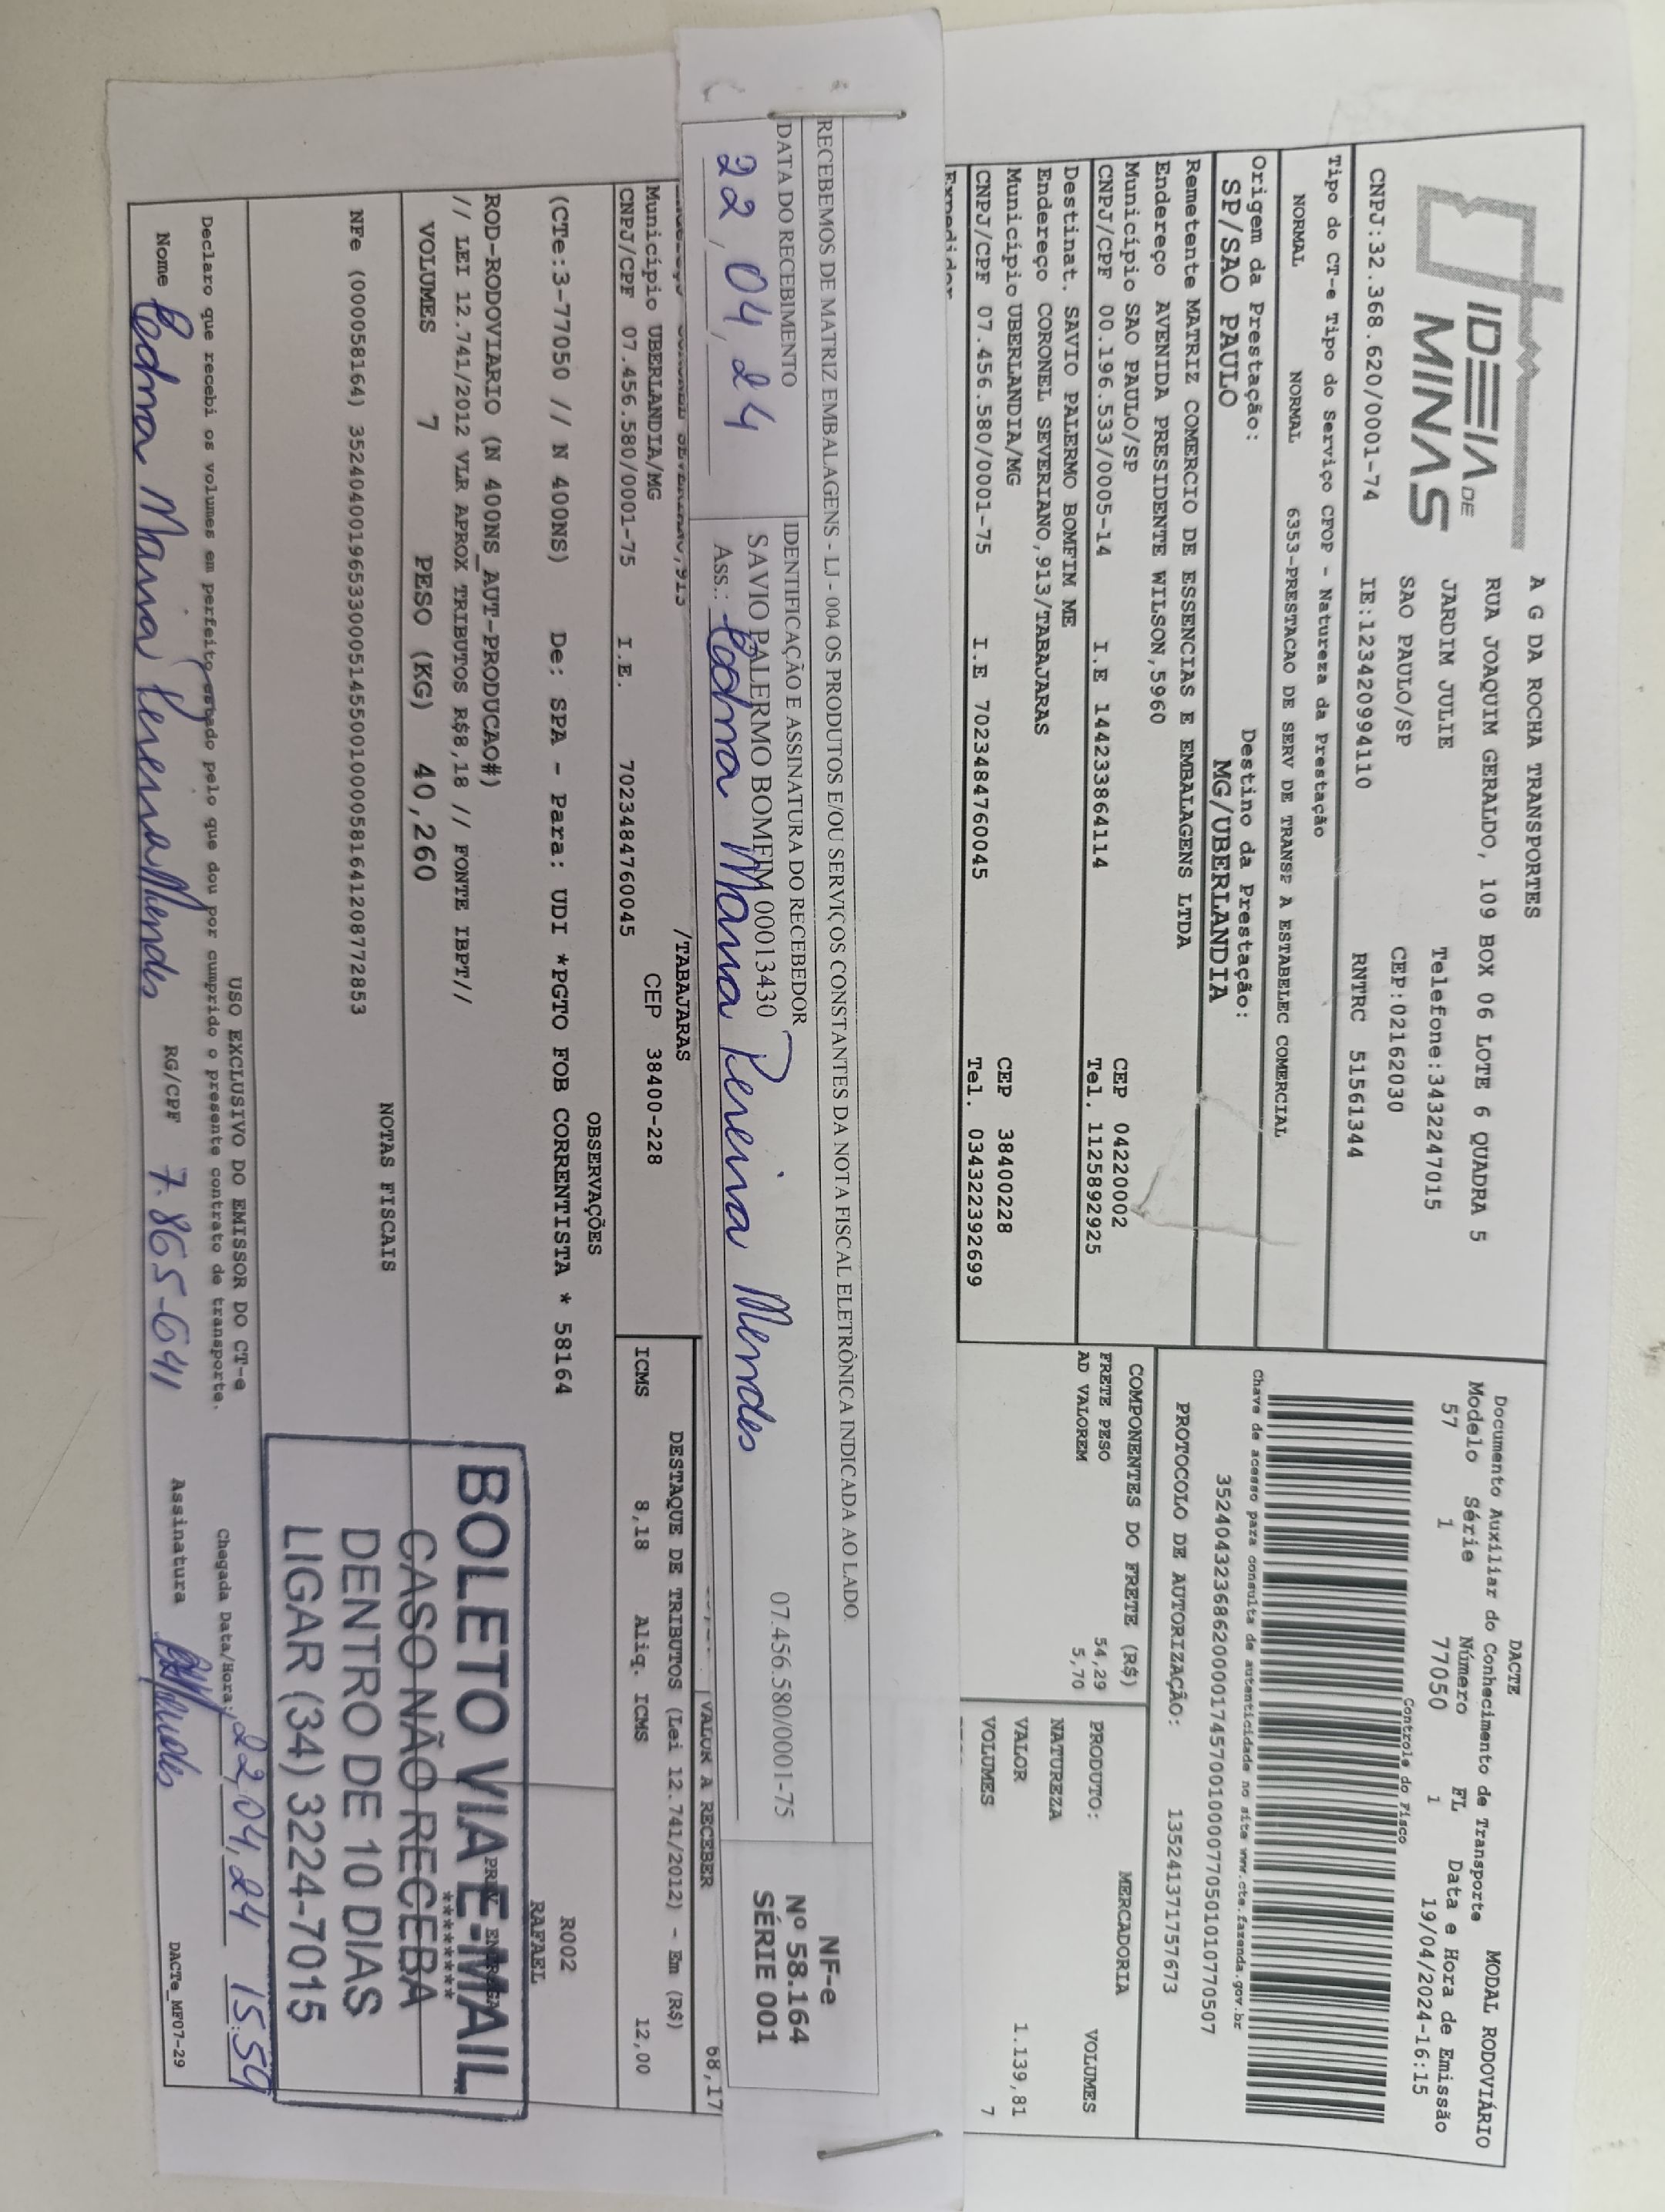 IDEIA DE
MINAS
A G DA ROCHA TRANSPORTES
RUA JOAQUIM GERALDO, 109 BOX 06 LOTE 6 QUADRA 5
JARDIM JULIE Telefone:3432247015
SAO PAULO/SP CEP:02162030
CNPJ:32.368.620/0001-74 IE:123420994110 RNTRC 51561344
Tipo do CT-e Tipo do Serviço CFOP - Natureza da Prestação
NORMAL NORMAL 6353-PRESTACAO DE SERV DE TRANSP A ESTABELEC COMERCIAL
Origem da Prestação: Destino da Prestação:
SP/SAO PAULO MG/UBERLANDIA
Remetente MATRIZ COMERCIO DE ESSENCIAS E EMBALAGENS LTDA
Endereço AVENIDA PRESIDENTE WILSON,5960
Município SAO PAULO/SP CEP 04220002
CNPJ/CPF 00.196.533/0005-14 I.E 144233864114 Tel. 1125892925
Destinat. SAVIO PALERMO BOMFIM ME
Endereço CORONEL SEVERIANO,913/TABAJARAS
Município UBERLANDIA/MG CEP 38400228
CNPJ/CPF 07.456.580/0001-75 I.E 7023484760045 Tel. 03432392699
Expedidor
DACTE
Documento Auxiliar do Conhecimento de Transporte MODAL RODOVIÁRIO
Modelo Série Número FL Data e Hora de Emissão
57 1 77050 1 19/04/2024-16:15
Controle do Fisco
Chave de acesso para consulta de autenticidade no site www.cte.fazenda.gov.br
35240432368620000174570010000770501010770507
PROTOCOLO DE AUTORIZAÇÃO: 135241371757673
COMPONENTES DO FRETE (R$)
FRETE PESO 54,29
AD VALOREM 5,70
MERCADORIA
PRODUTO: VOLUMES
NATUREZA
VALOR 1.139,81
VOLUMES 7
RECEBEMOS DE MATRIZ EMBALAGENS - LJ - 004 OS PRODUTOS E/OU SERVIÇOS CONSTANTES DA NOTA FISCAL ELETRÔNICA INDICADA AO LADO.
DATA DO RECEBIMENTO IDENTIFICAÇÃO E ASSINATURA DO RECEBEDOR
SAVIO PALERMO BOMFIM 00013430 07.456.580/0001-75
22,04,24 Ass.: Pedra Maria Pereira Mendes
NF-e
Nº 58.164
SÉRIE 001
/TABAJARAS
VALOR A RECEBER 68,17
Município UBERLANDIA/MG CEP 38400-228
CNPJ/CPF 07.456.580/0001-75 I.E. 7023484760045
DESTAQUE DE TRIBUTOS (Lei 12.741/2012) - Em (R$)
ICMS 8,18 Aliq. ICMS 12,00
OBSERVAÇÕES
(CTe:3-77050 // N 400NS) De: SPA - Para: UDI *PGTO FOB CORRENTISTA * 58164
R002
RAFAEL
ROD-RODOVIARIO (N 400NS_AUT-PRODUCAO#)
// LEI 12.741/2012 VLR APROX TRIBUTOS R$8,18 // FONTE IBPT//
VOLUMES 7 PESO (KG) 40,260
********
NOTAS FISCAIS
NFe (000058164) 35240400196533000514550010000581641208772853
BOLETO VIA E-MAIL
CASO NÃO RECEBA
DENTRO DE 10 DIAS
LIGAR (34) 3224-7015
USO EXCLUSIVO DO EMISSOR DO CT-e
Declaro que recebi os volumes em perfeito estado pelo que dou por cumprido o presente contrato de transporte.
Chegada Data/Hora: 22,04,24 15:59
Nome Pedra Maria Pereira Mendes RG/CPF 7.865-641 Assinatura
DACTe_MF07-29